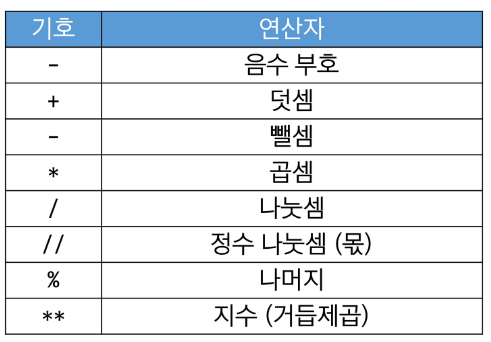 기호 연산자
- 음수 부호
+ 덧셈
- 뺄셈
* 곱셈
/ 나눗셈
// 정수 나눗셈 (몫)
% 나머지
** 지수 (거듭제곱)